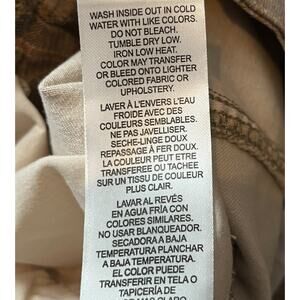 WASH INSIDE OUT IN COLD
WATER WITH LIKE COLORS.
DO NOT BLEACH.
TUMBLE DRY LOW.
IRON LOW HEAT.
COLOR MAY TRANSFER
OR BLEED ONTO LIGHTER
COLORED FABRIC OR
UPHOLSTERY.
LAVER À L'ENVERS L'EAU
FROIDE AVEC DES
COULEURS SEMBLABLES.
NE PAS JAVELLISER.
SECHE-LINGE DOUX
REPASSAGE À FER DOUX.
LA COULEUR PEUT ETRE
TRANSFEREE OU TACHEE
SUR UN TISSU DE COULEUR
PLUS CLAIR.
LAVAR AL REVÉS
EN AGUA FRÍA CON
COLORES SIMILARES.
NO USAR BLANQUEADOR.
SECADORA A BAJA
TEMPERATURA PLANCHAR
A BAJA TEMPERATURA.
EL COLOR PUEDE
TRANSFERIR EN TELA O
TAPICERÍA DE
MAS CLARO